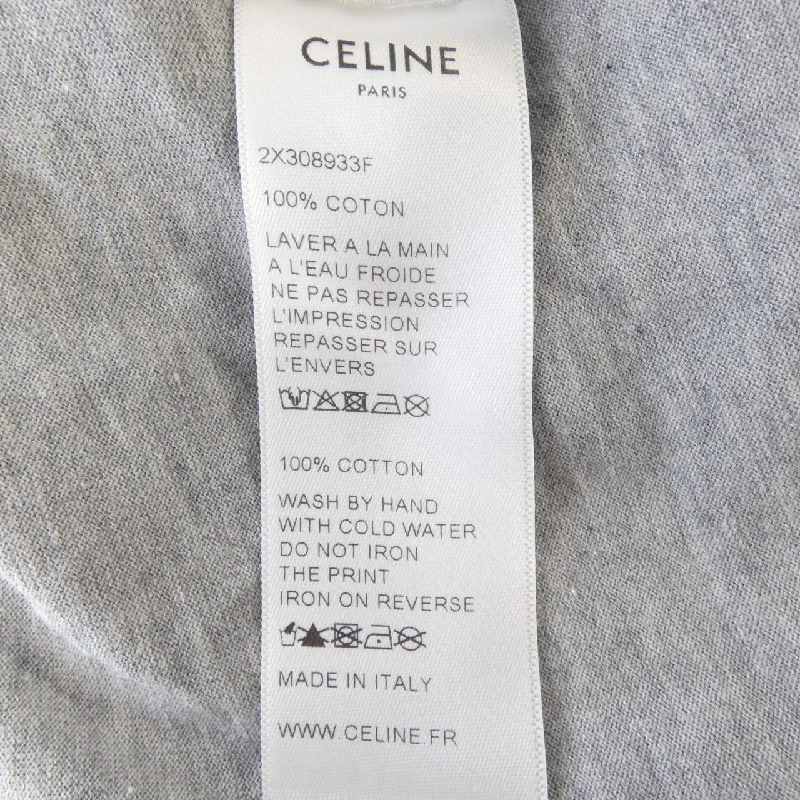 CELINE
PARIS
2X308933F
100% COTON
LAVER A LA MAIN
A L'EAU FROIDE
NE PAS REPASSER
L'IMPRESSION
REPASSER SUR
L'ENVERS
100% COTTON
WASH BY HAND
WITH COLD WATER
DO NOT IRON
THE PRINT
IRON ON REVERSE
MADE IN ITALY
WWW.CELINE.FR